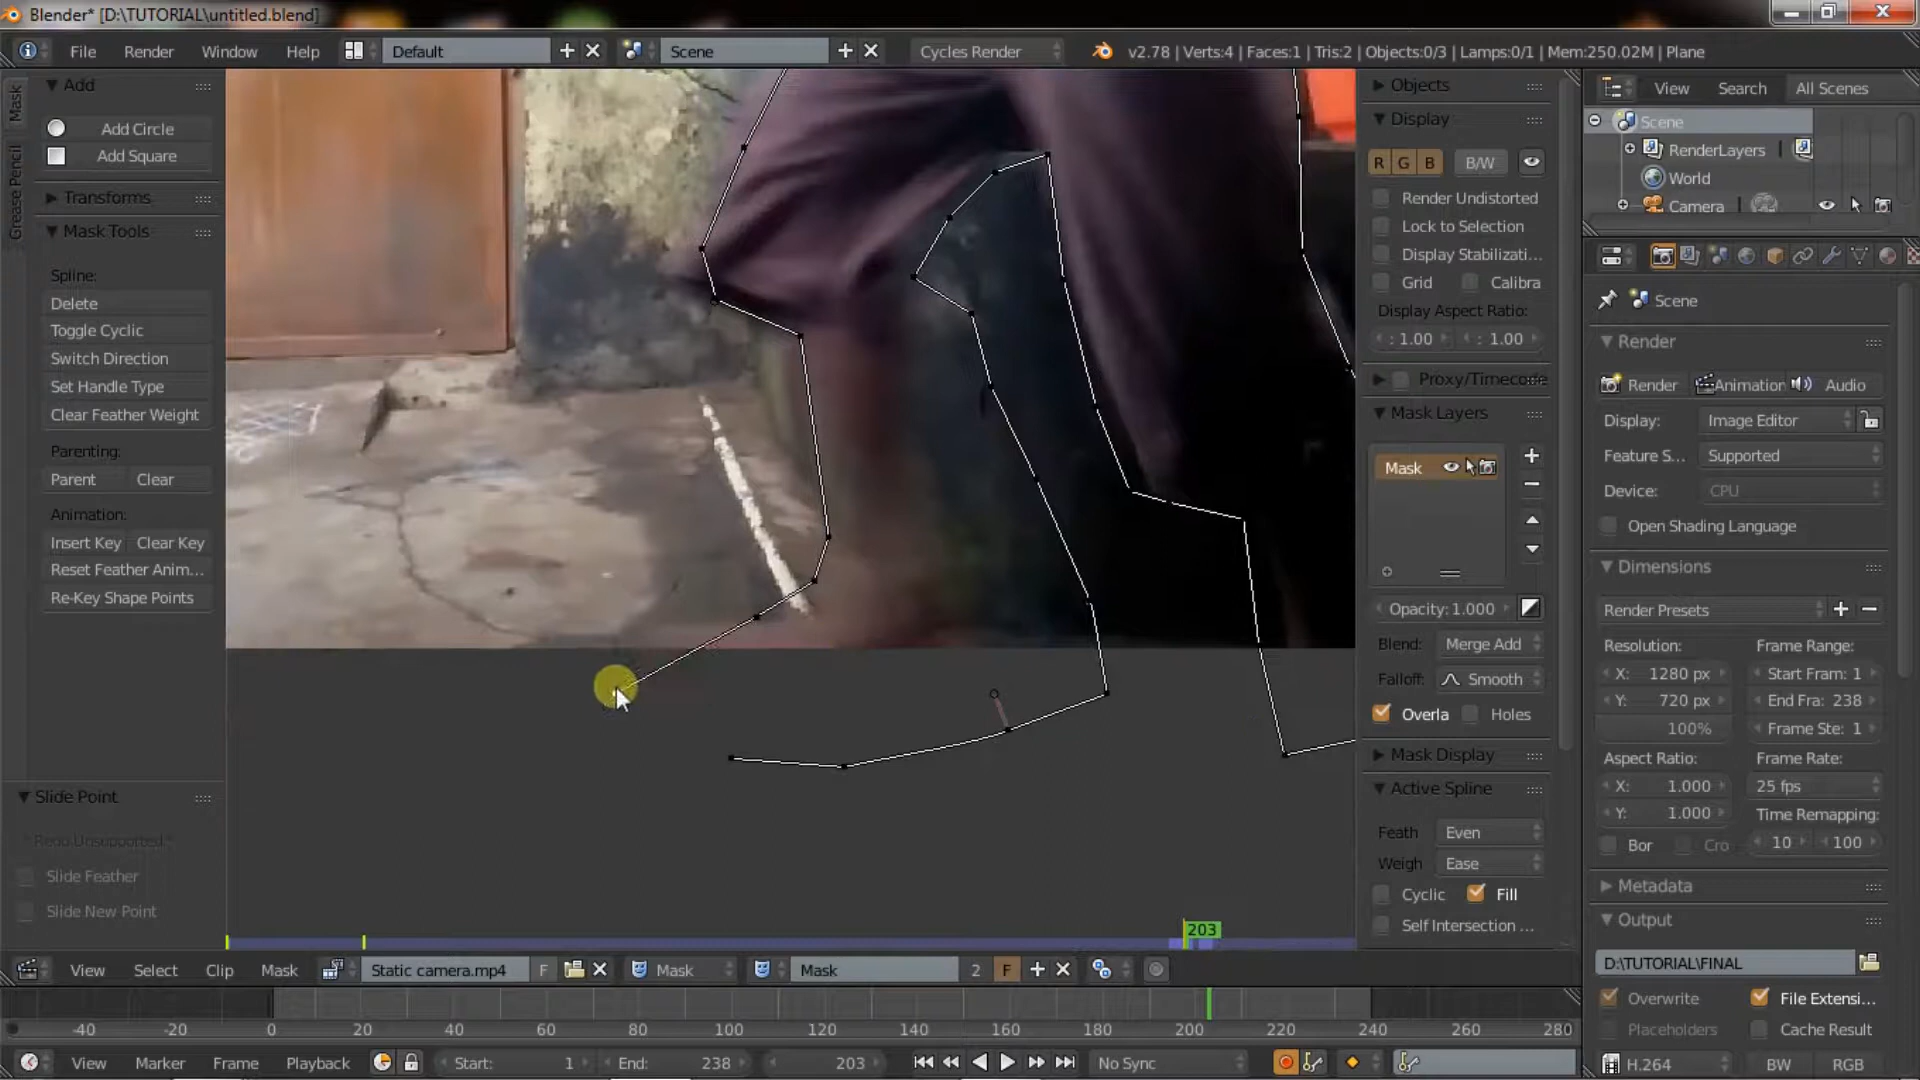 Blender* [D:\TUTORIAL\untitled.blend]
File Render Window Help Default Scene Cycles Render v2.78 | Verts:4 | Faces:1 | Tris:2 | Objects:0/3 | Lamps:0/1 | Mem:250.02M | Plane
Mask
Grease Pencil
Add
Add Circle
Add Square
Transforms
Mask Tools
Spline:
Delete
Toggle Cyclic
Switch Direction
Set Handle Type
Clear Feather Weight
Parenting:
Parent Clear
Animation:
Insert Key Clear Key
Reset Feather Anim...
Re-Key Shape Points
Slide Point
Redo Unsupported
Slide Feather
Slide New Point
Objects
Display
R G B B/W
Render Undistorted
Lock to Selection
Display Stabilizati...
Grid Calibra
Display Aspect Ratio:
: 1.00 : 1.00
Proxy/Timecode
Mask Layers
Mask
Opacity: 1.000
Blend: Merge Add
Falloff: Smooth
Overla Holes
Mask Display
Active Spline
Feath Even
Weigh Ease
Cyclic Fill
Self Intersection ...
203
View Select Clip Mask Static camera.mp4 F Mask Mask 2 F
-40 -20 0 20 40 60 80 100 120 140 160 180 200 220 240 260 280
View Marker Frame Playback Start: 1 End: 238 203 No Sync
View Search All Scenes
Scene
RenderLayers
World
Camera
Scene
Render
Render Animation Audio
Display: Image Editor
Feature S... Supported
Device: CPU
Open Shading Language
Dimensions
Render Presets
Resolution: Frame Range:
X: 1280 px Start Fram: 1
Y: 720 px End Fra: 238
100% Frame Ste: 1
Aspect Ratio: Frame Rate:
X: 1.000 25 fps
Y: 1.000 Time Remapping:
Bor Cro 10 100
Metadata
Output
D:\TUTORIAL\FINAL
Overwrite File Extensi...
Placeholders Cache Result
H.264 BW RGB